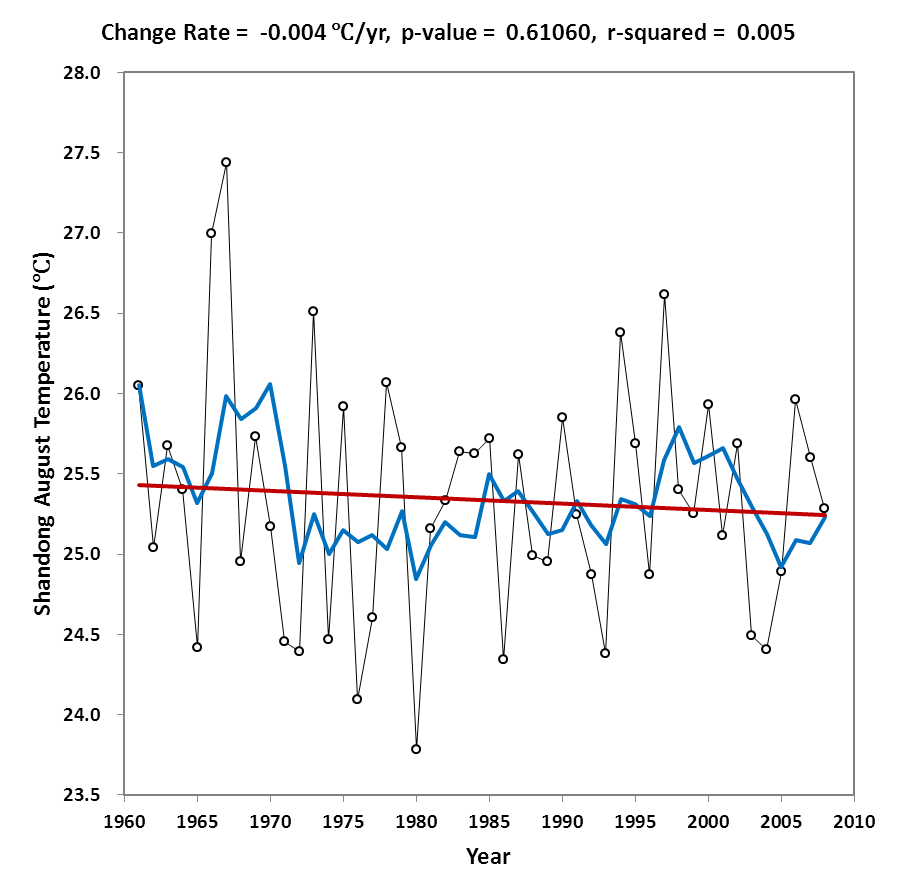 Change Rate = -0.004 ℃/yr, p-value = 0.61060, r-squared = 0.005
28.0
27.5
27.0
26.5
26.0
25.5
25.0
24.5
24.0
23.5
Shandong August Temperature (℃)
1960 1965 1970 1975 1980 1985 1990 1995 2000 2005 2010
Year